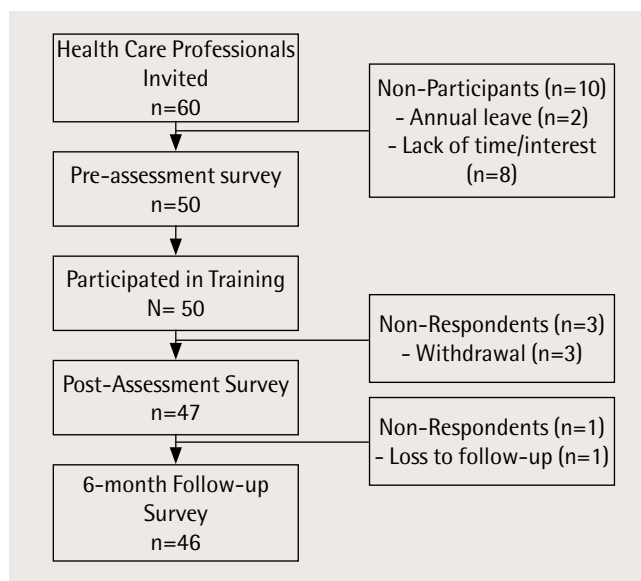 Health Care Professionals
Invited
n=60
Non-Participants (n=10)
- Annual leave (n=2)
- Lack of time/interest
(n=8)
Pre-assessment survey
n=50
Participated in Training
N= 50
Non-Respondents (n=3)
- Withdrawal (n=3)
Post-Assessment Survey
n=47
Non-Respondents (n=1)
- Loss to follow-up (n=1)
6-month Follow-up
Survey
n=46